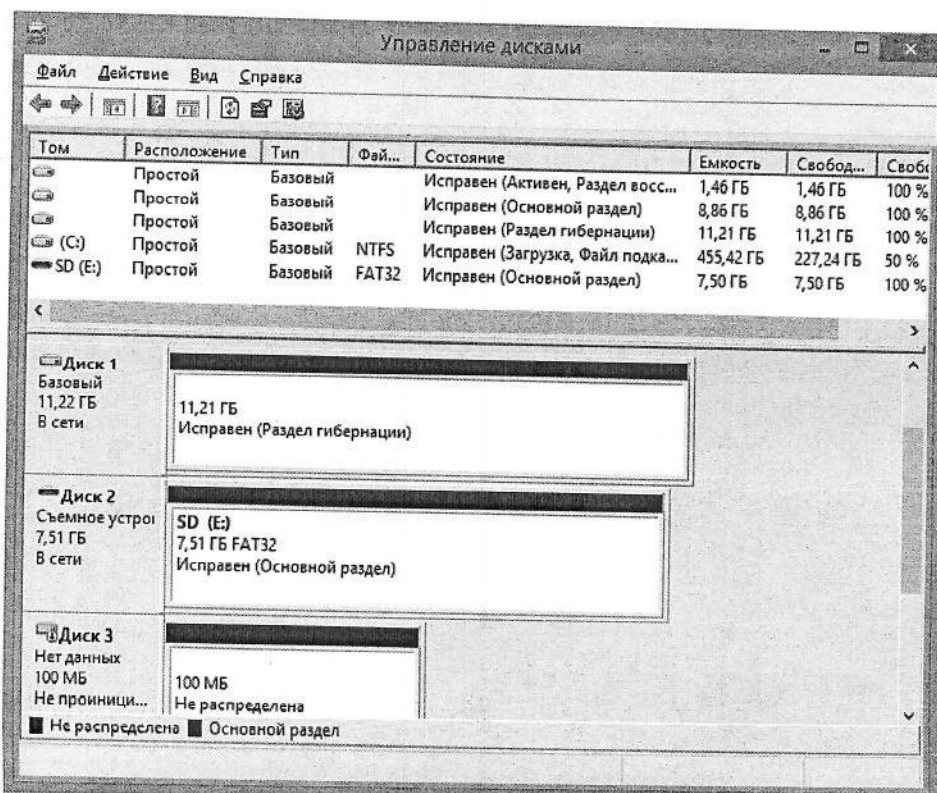 Управление дисками
Файл Действие Вид Справка
Том Расположение Тип Фай... Состояние Емкость Свобод... Свобо
Простой Базовый Исправен (Активен, Раздел восс... 1,46 ГБ 1,46 ГБ 100 %
Простой Базовый Исправен (Основной раздел) 8,86 ГБ 8,86 ГБ 100 %
Простой Базовый Исправен (Раздел гибернации) 11,21 ГБ 11,21 ГБ 100 %
(C:) Простой Базовый NTFS Исправен (Загрузка, Файл подка... 455,42 ГБ 227,24 ГБ 50 %
SD (E:) Простой Базовый FAT32 Исправен (Основной раздел) 7,50 ГБ 7,50 ГБ 100 %
Диск 1
Базовый
11,22 ГБ
В сети
11,21 ГБ
Исправен (Раздел гибернации)
Диск 2
Съемное устрой
7,51 ГБ
В сети
SD (E:)
7,51 ГБ FAT32
Исправен (Основной раздел)
Диск 3
Нет данных
100 МБ
Не проиници...
100 МБ
Не распределена
Не распределена Основной раздел